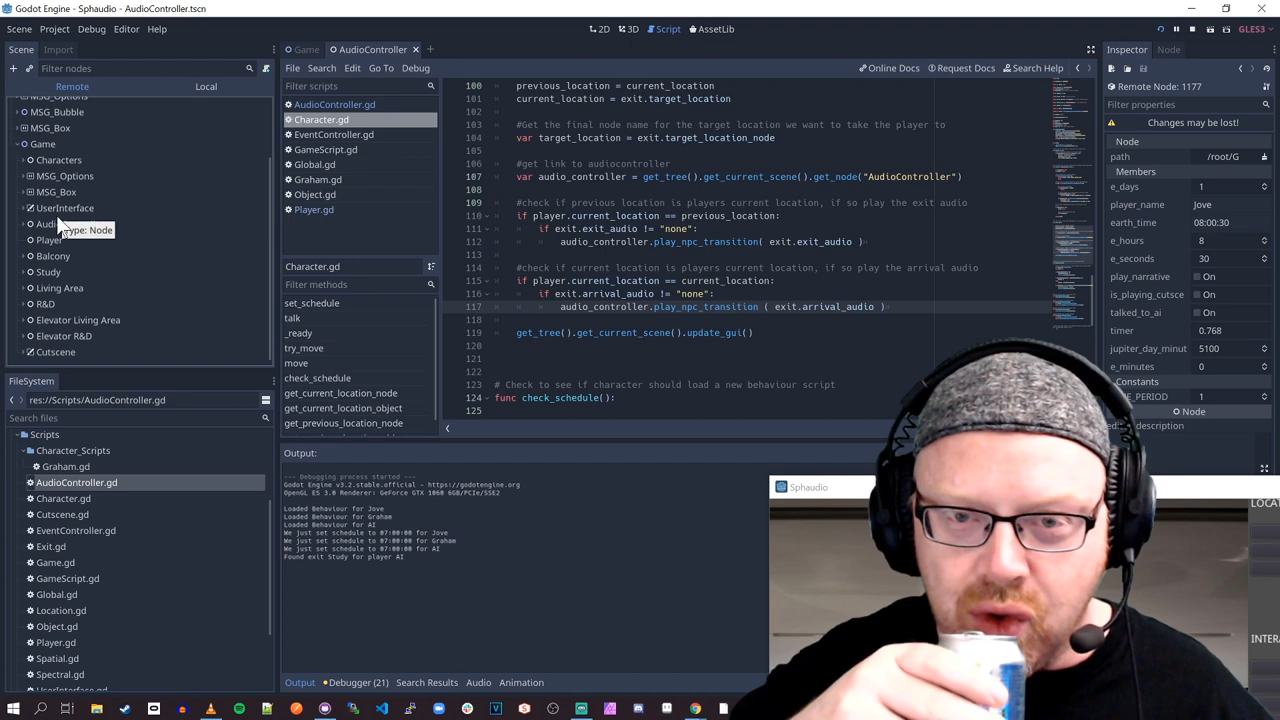 Godot Engine - Sphaudio - AudioController.tscn
Scene Project Debug Editor Help
2D 3D Script AssetLib
GLES3
Scene Import
Game AudioController
Inspector Node
Filter nodes
File Search Edit Go To Debug
Online Docs Request Docs Search Help
Remote Local
Filter scripts
Remote Node: 1177
Filter properties
Changes may be lost!
MSG_Options
MSG_Bubble
MSG_Box
Game
Characters
MSG_Options
MSG_Box
UserInterface
Audi
Type: Node
Player
Balcony
Study
Living Area
R&D
Elevator Living Area
Elevator R&D
Cutscene
AudioController.gd
Character.gd
EventController.gd
GameScript.gd
Global.gd
Graham.gd
Object.gd
Player.gd
Character.gd
Filter methods
set_schedule
talk
_ready
try_move
move
check_schedule
get_current_location_node
get_current_location_object
get_previous_location_node
100 previous_location = current_location
101 current_location = exit.target_location
102
103 the final node name for the target location we want to take the player to
104 var target_location = exit.target_location_node
105
106 #get link to audiocontroller
107 var audio_controller = get_tree().get_current_scene().get_node("AudioController")
108
109 #check if previous location is players current location, if so play the exit audio
110 if player.current_location == previous_location:
111 if exit.exit_audio != "none":
112 audio_controller.play_npc_transition( exit.exit_audio )
113
114 #check if current location is players current location, if so play the arrival audio
115 if player.current_location == current_location:
116 if exit.arrival_audio != "none":
117 audio_controller.play_npc_transition ( exit.arrival_audio )
118
119 get_tree().get_current_scene().update_gui()
120
121
122
123 # Check to see if character should load a new behaviour script
124 func check_schedule():
125
Node
path /root/G
Members
e_days 1
player_name Jove
earth_time 08:00:30
e_hours 8
e_seconds 30
play_narrative On
is_playing_cutsce On
talked_to_ai On
timer 0.768
jupiter_day_minut 5100
e_minutes 0
Constants
E_PERIOD 1
Node
description
FileSystem
res://Scripts/AudioController.gd
Search files
Scripts
Character_Scripts
Graham.gd
AudioController.gd
Character.gd
Cutscene.gd
EventController.gd
Exit.gd
Game.gd
GameScript.gd
Global.gd
Location.gd
Object.gd
Player.gd
Spatial.gd
Spectral.gd
UserInterface.gd
Output:
--- Debugging process started ---
Godot Engine v3.2.stable.official - https://godotengine.org
OpenGL ES 3.0 Renderer: GeForce GTX 1060 6GB/PCIe/SSE2
Loaded Behaviour for Jove
Loaded Behaviour for Graham
Loaded Behaviour for AI
We just set schedule to 07:00:00 for Jove
We just set schedule to 07:00:00 for Graham
We just set schedule to 07:00:00 for AI
Found exit Study for player AI
Output Debugger (21) Search Results Audio Animation
Sphaudio
LOCA
INTER